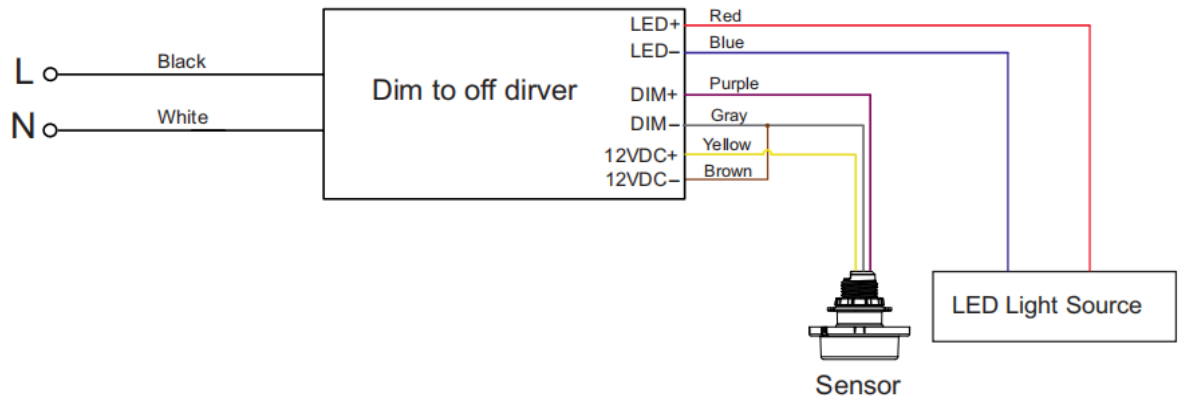 LED+ Red
LED− Blue
L Black
Dim to off dirver
DIM+ Purple
N White
DIM− Gray
12VDC+ Yellow
12VDC− Brown
LED Light Source
Sensor